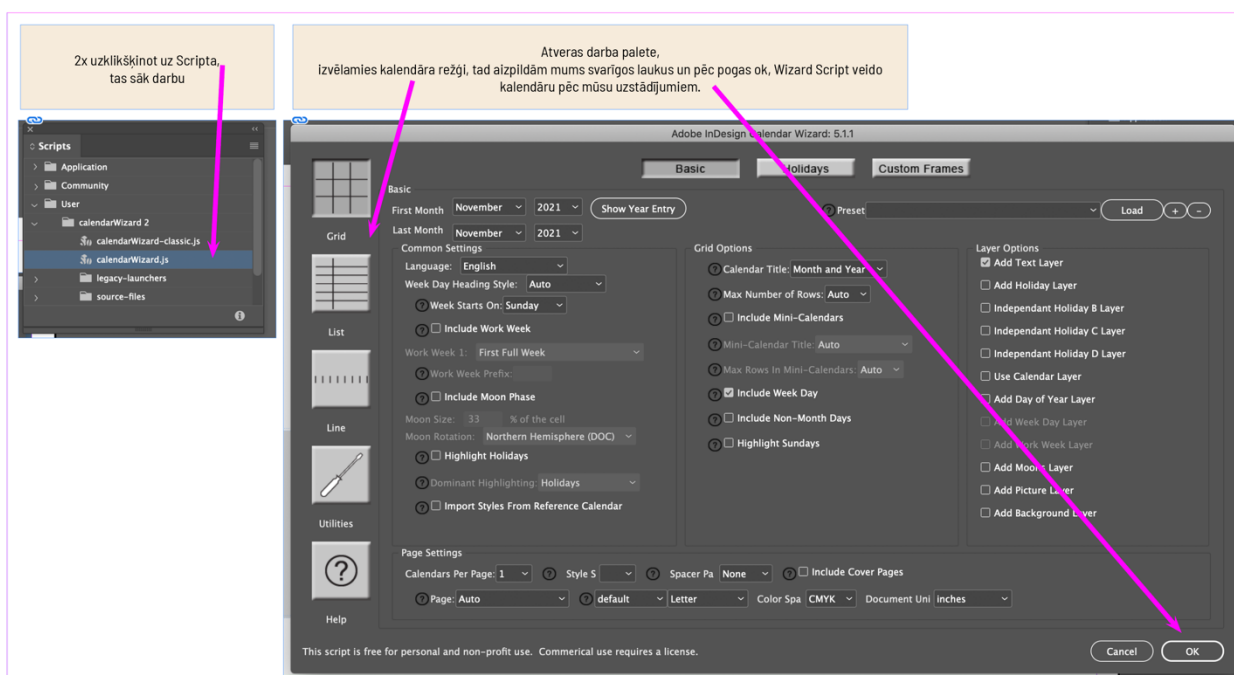 2x uzklikšķinot uz Scripta,
tas sāk darbu
Atveras darba palete,
izvēlamies kalendāra režģi, tad aizpildām mums svarīgos laukus un pēc pogas ok, Wizard Script veido
kalendāru pēc mūsu uzstādījumiem.
Scripts
Application
Community
User
calendarWizard 2
calendarWizard-classic.js
calendarWizard.js
legacy-launchers
source-files
Adobe InDesign Calendar Wizard: 5.1.1
Basic Holidays Custom Frames
Grid
List
Line
Utilities
Help
Basic
First Month November 2021 Show Year Entry
Last Month November 2021
Preset Load + -
Common Settings
Language: English
Week Day Heading Style: Auto
? Week Starts On: Sunday
? Include Work Week
Work Week 1: First Full Week
? Work Week Prefix:
? Include Moon Phase
Moon Size: 33 % of the cell
Moon Rotation: Northern Hemisphere (DOC)
? Highlight Holidays
? Dominant Highlighting: Holidays
? Import Styles From Reference Calendar
Grid Options
? Calendar Title: Month and Year
? Max Number of Rows: Auto
? Include Mini-Calendars
? Mini-Calendar Title: Auto
? Max Rows In Mini-Calendars: Auto
? Include Week Day
? Include Non-Month Days
? Highlight Sundays
Layer Options
Add Text Layer
Add Holiday Layer
Independant Holiday B Layer
Independant Holiday C Layer
Independant Holiday D Layer
Use Calendar Layer
Add Day of Year Layer
Add Week Day Layer
Add Work Week Layer
Add Moons Layer
Add Picture Layer
Add Background Layer
Page Settings
Calendars Per Page: 1 ? Style S ? Spacer Pa None ? Include Cover Pages
? Page: Auto ? default Letter Color Spa CMYK Document Uni inches
This script is free for personal and non-profit use. Commerical use requires a license.
Cancel OK